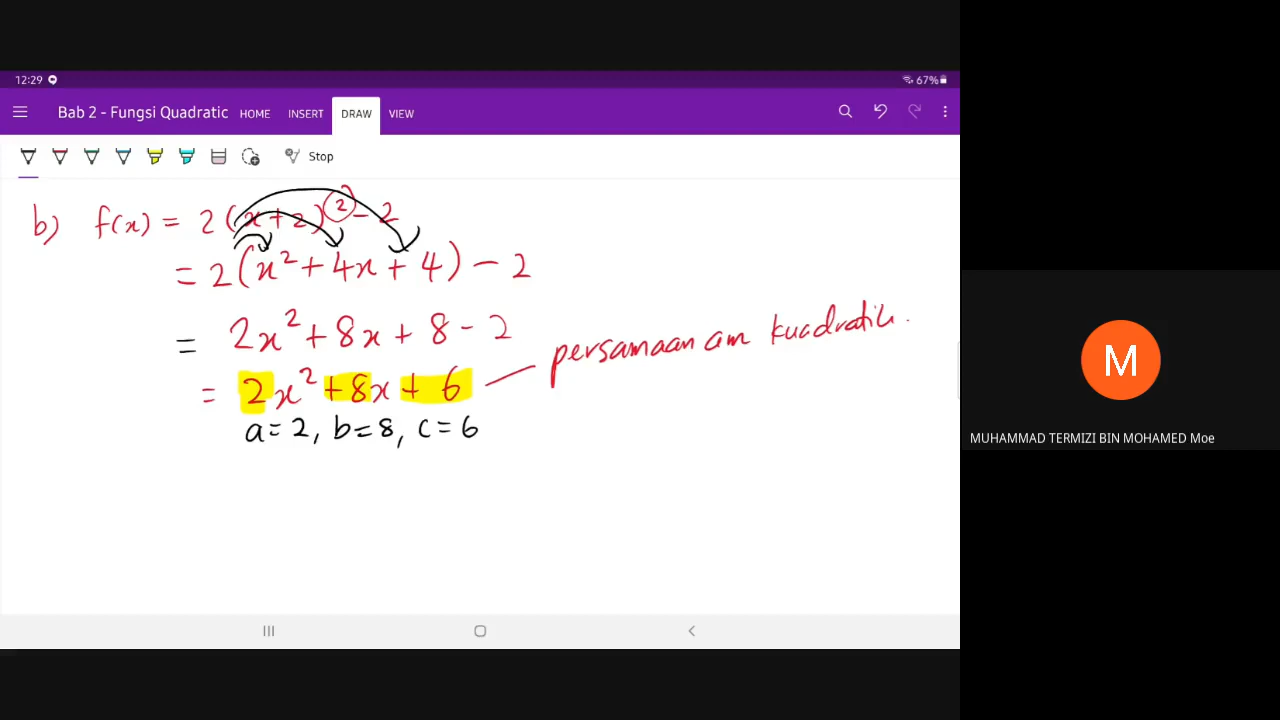 12:29 67%
Bab 2 - Fungsi Quadratic HOME INSERT DRAW VIEW
Stop
b) f(x) = 2(x+2)² - 2
= 2(x² + 4x + 4) - 2
= 2x² + 8x + 8 - 2
= 2x² + 8x + 6 — persamaan am kuadratik.
a = 2, b = 8, c = 6
M
MUHAMMAD TERMIZI BIN MOHAMED Moe